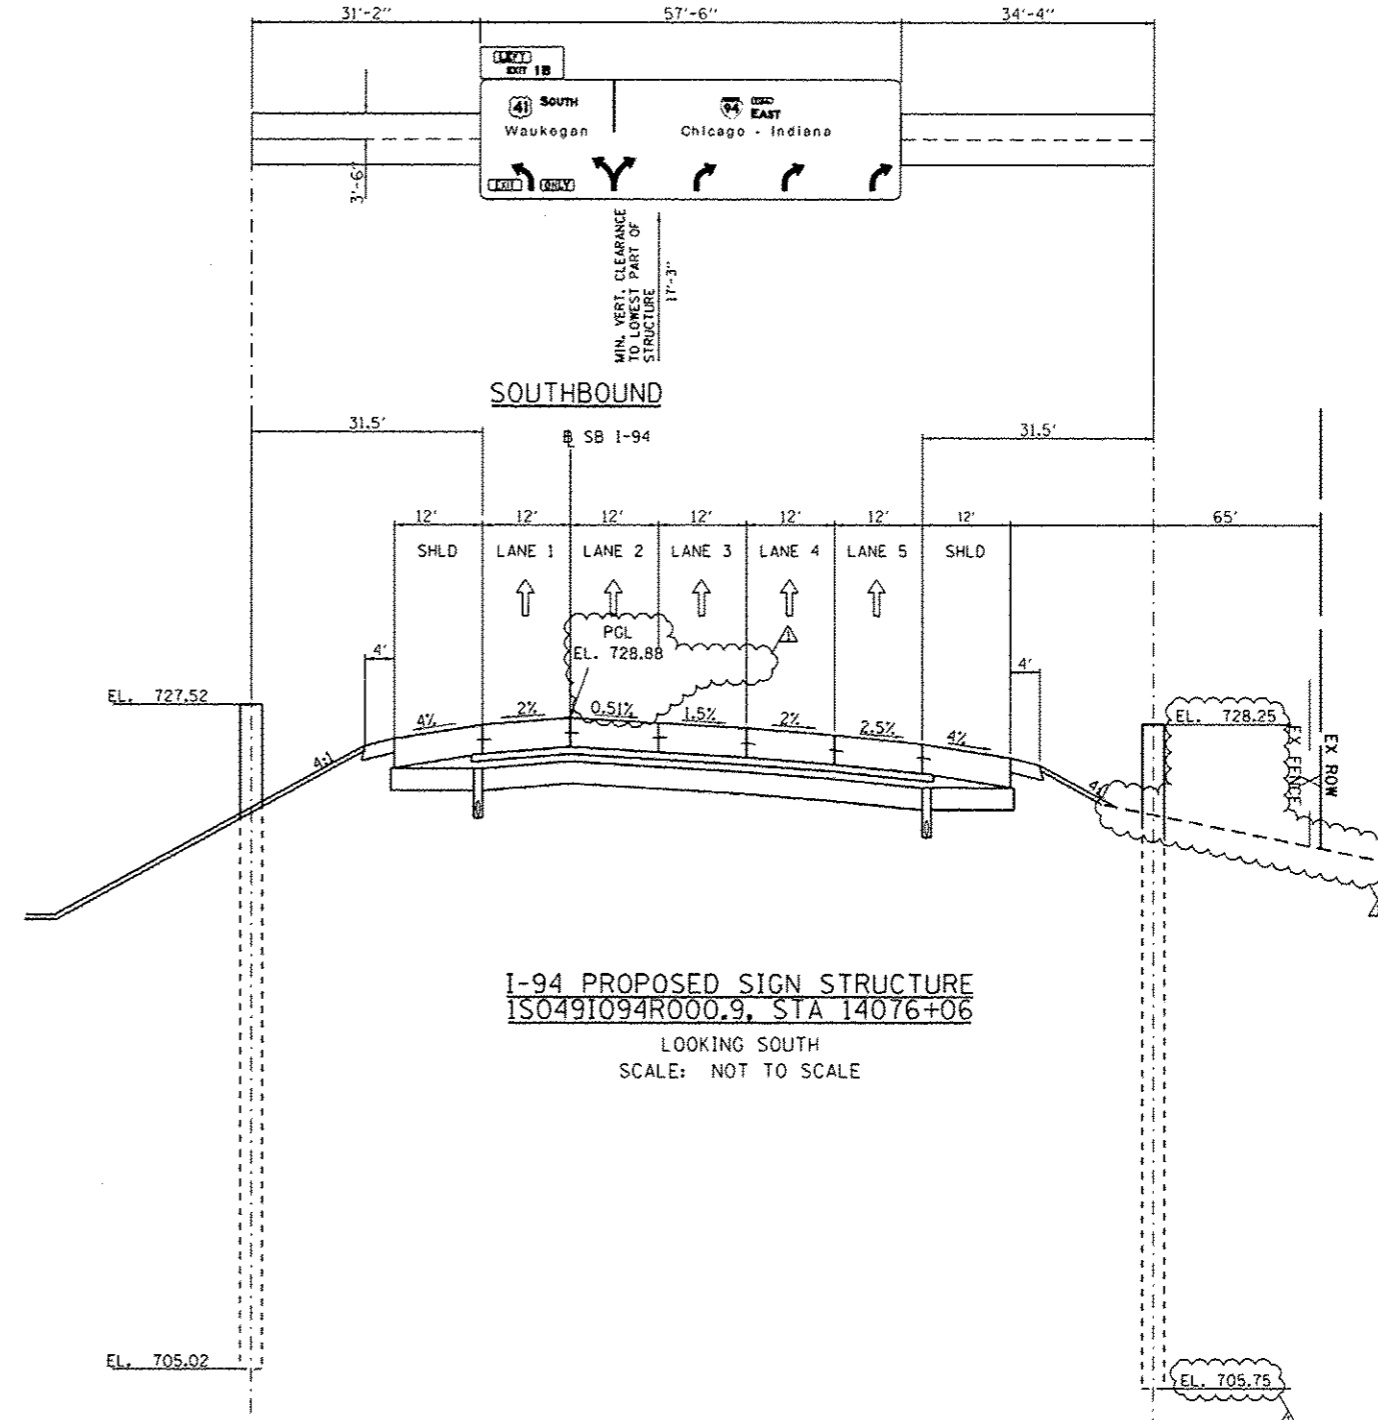 31'-2"
57'-6"
34'-4"
LEFT
EXIT 1B
41 SOUTH
94 EAST
Waukegan
Chicago - Indiana
EXIT ONLY
3'-6"
MIN. VERT. CLEARANCE
TO LOWEST PART OF
STRUCTURE
17'-3"
SOUTHBOUND
31.5'
SB I-94
31.5'
12' 12' 12' 12' 12' 12' 12'
65'
SHLD LANE 1 LANE 2 LANE 3 LANE 4 LANE 5 SHLD
PGL
EL. 728.88
4'
4'
EL. 727.52
EL. 728.25
4% 2% 0.51% 1.5% 2% 2.5% 4%
4:1
EX FENCE
EX ROW
I-94 PROPOSED SIGN STRUCTURE
1S049I094R000.9, STA 14076+06
LOOKING SOUTH
SCALE: NOT TO SCALE
EL. 705.02
EL. 705.75